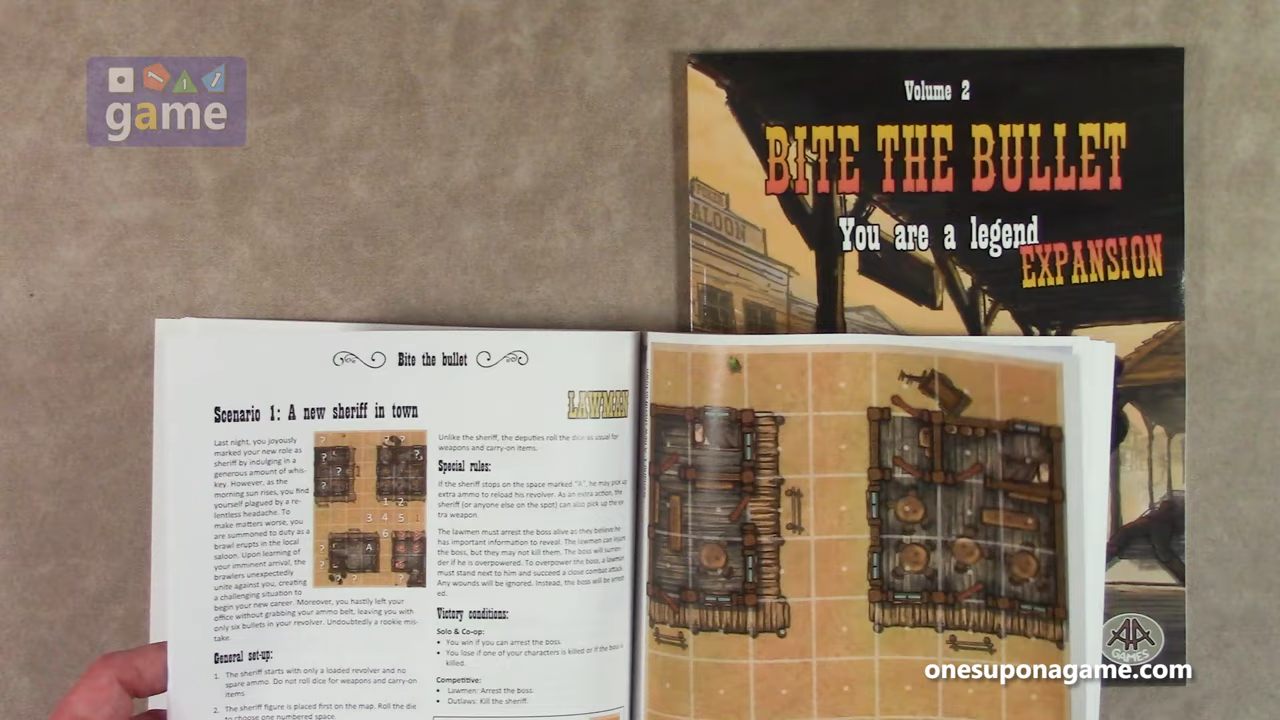 game
Volume 2
BITE THE BULLET
You are a legend
EXPANSION
SALOON
Bite the bullet
LAWMEN
Scenario 1: A new sheriff in town
Last night, you joyously
marked your new role as
sheriff by indulging in a
generous amount of whis-
key. However, as the
morning sun rises, you find
yourself plagued by a re-
lentless headache. To
make matters worse, you
are summoned to duty as a
brawl erupts in the local
saloon. Upon learning of
your imminent arrival, the
brawlers unexpectedly
unite against you, creating
a challenging situation to
begin your new career. Moreover, you hastily left your
office without grabbing your ammo belt, leaving you with
only six bullets in your revolver. Undoubtedly a rookie mis-
take.
General set-up:
1. The sheriff starts with only a loaded revolver and no
spare ammo. Do not roll dice for weapons and carry-on
items.
2. The sheriff figure is placed first on the map. Roll the die
to choose one numbered space.
Unlike the sheriff, the deputies roll the dice as usual for
weapons and carry-on items.
Special rules:
If the sheriff stops on the space marked "A", he may pick up
extra ammo to reload his revolver. As an extra action, the
sheriff (or anyone else on the spot) can also pick up the ex
tra weapon
The lawmen must arrest the boss alive as they believe he
has important information to reveal. The lawmen can injure
the boss, but they may not kill them. The boss will surren-
der if he is overpowered. To overpower the boss, a lawman
must stand next to him and succeed a close combat attack.
Any wounds will be ignored. Instead, the boss will be arrest
ed.
Victory conditions:
Solo & Co-op:
• You win if you can arrest the boss.
• You lose if one of your characters is killed or if the boss is
killed.
Competitive:
• Lawmen: Arrest the boss.
• Outlaws: Kill the sheriff.
AA
GAMES
onesuponagame.com